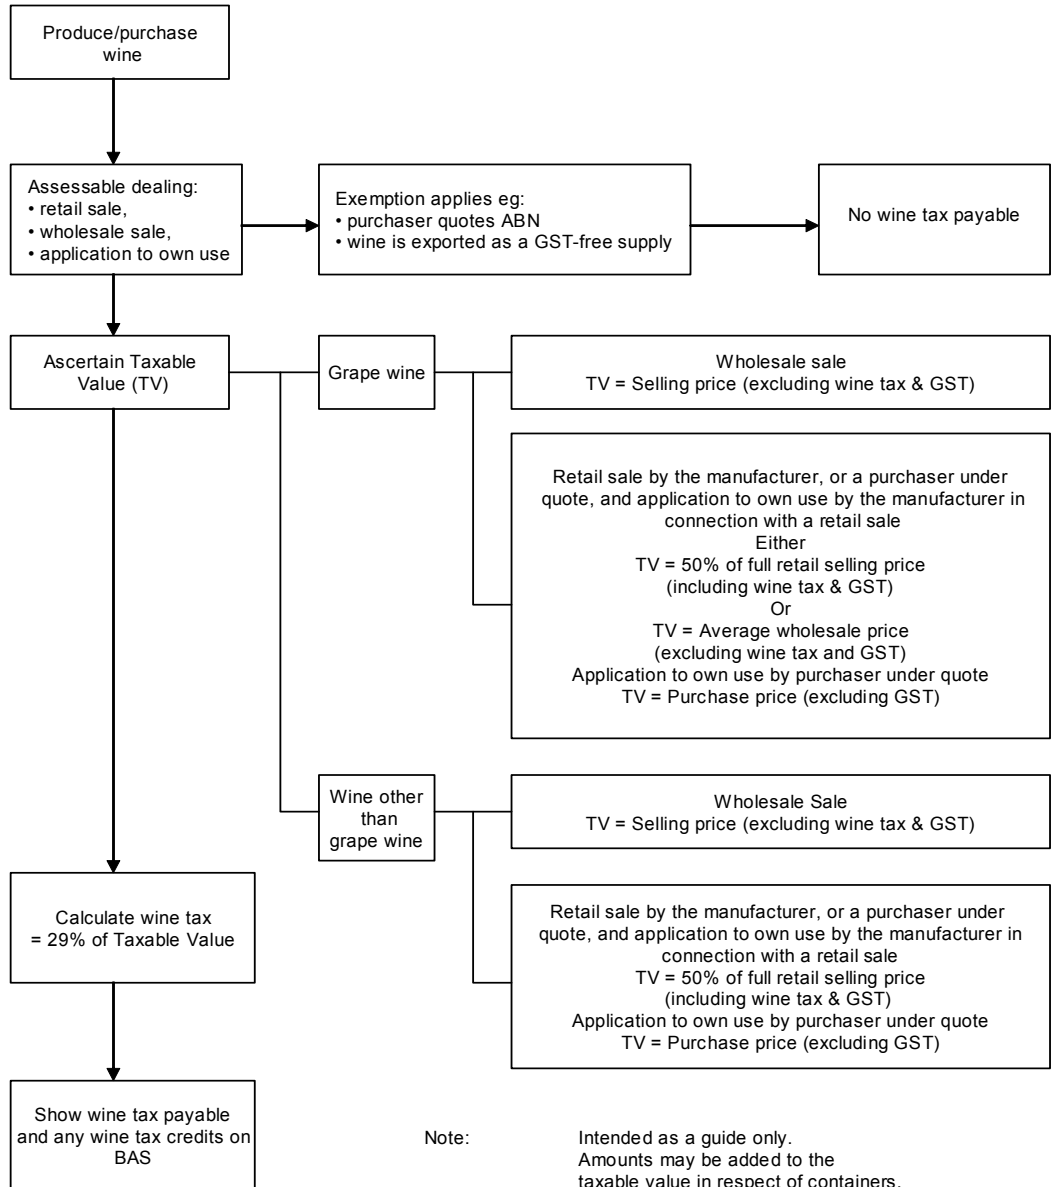 Produce/purchase
wine
Assessable dealing:
• retail sale,
• wholesale sale,
• application to own use
Exemption applies eg:
• purchaser quotes ABN
• wine is exported as a GST-free supply
No wine tax payable
Ascertain Taxable
Value (TV)
Grape wine
Wholesale sale
TV = Selling price (excluding wine tax & GST)
Retail sale by the manufacturer, or a purchaser under
quote, and application to own use by the manufacturer in
connection with a retail sale
Either
TV = 50% of full retail selling price
(including wine tax & GST)
Or
TV = Average wholesale price
(excluding wine tax and GST)
Application to own use by purchaser under quote
TV = Purchase price (excluding GST)
Wine other
than
grape wine
Wholesale Sale
TV = Selling price (excluding wine tax & GST)
Calculate wine tax
= 29% of Taxable Value
Retail sale by the manufacturer, or a purchaser under
quote, and application to own use by the manufacturer in
connection with a retail sale
TV = 50% of full retail selling price
(including wine tax & GST)
Application to own use by purchaser under quote
TV = Purchase price (excluding GST)
Show wine tax payable
and any wine tax credits on
BAS
Note:
Intended as a guide only.
Amounts may be added to the
taxable value in respect of containers.